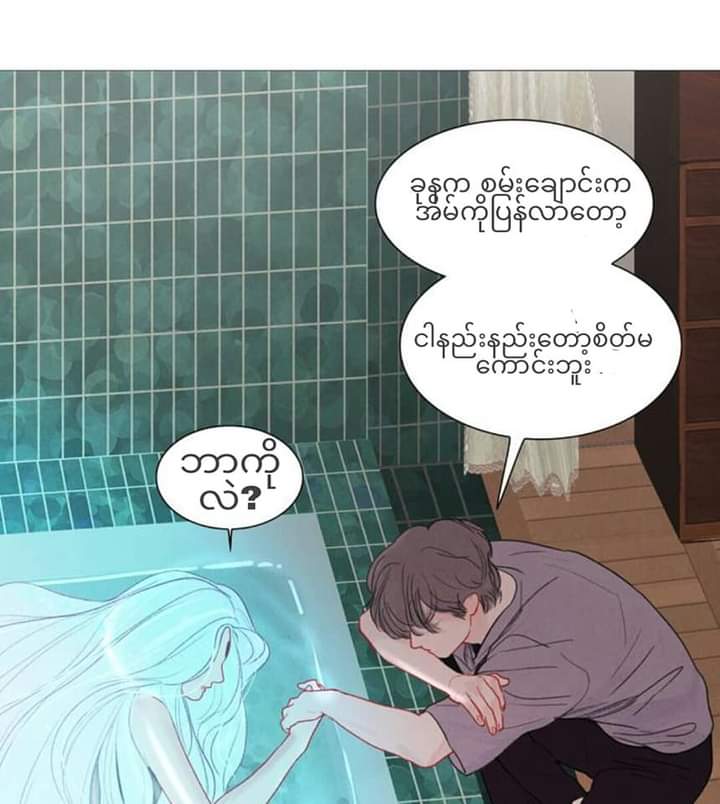 ခုနက စမ်းချောင်းက
အိမ်ကိုပြန်လာတော့
ငါနည်းနည်းတော့စိတ်မ
ကောင်းဘူး .
ဘာကို
လဲ?